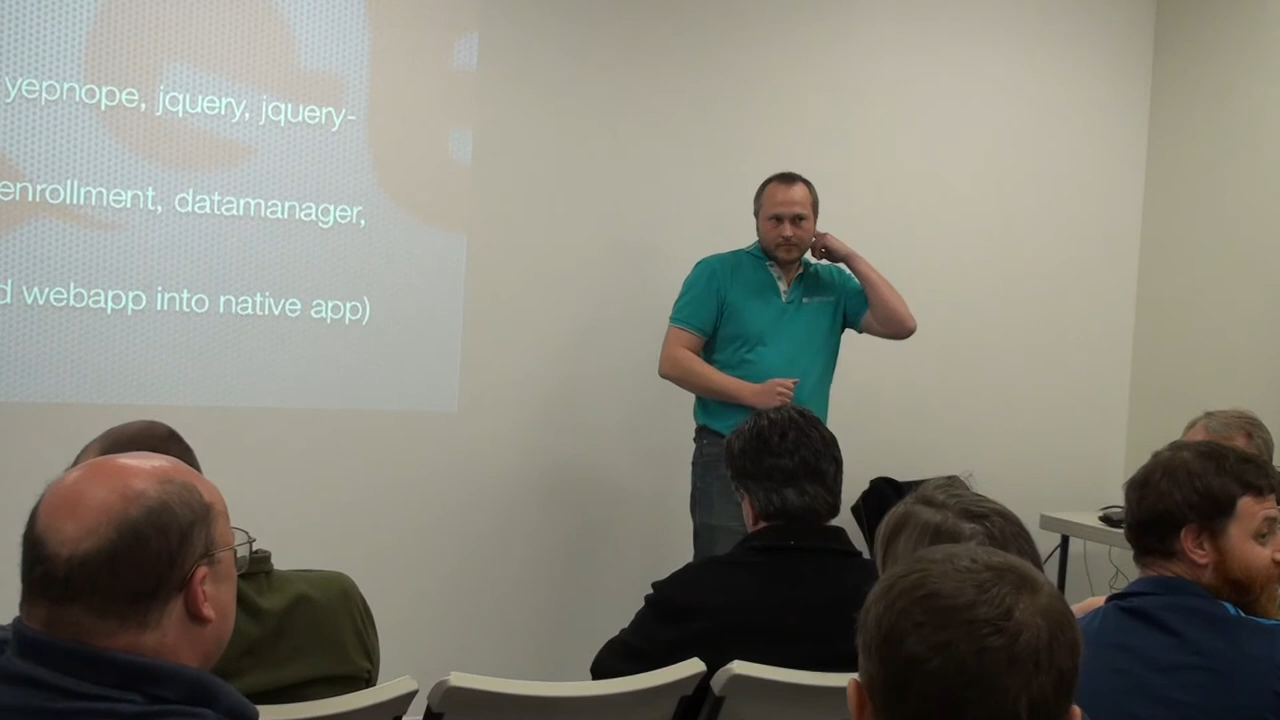 yepnope, jquery, jquery-
enrollment, datamanager,
d webapp into native app)